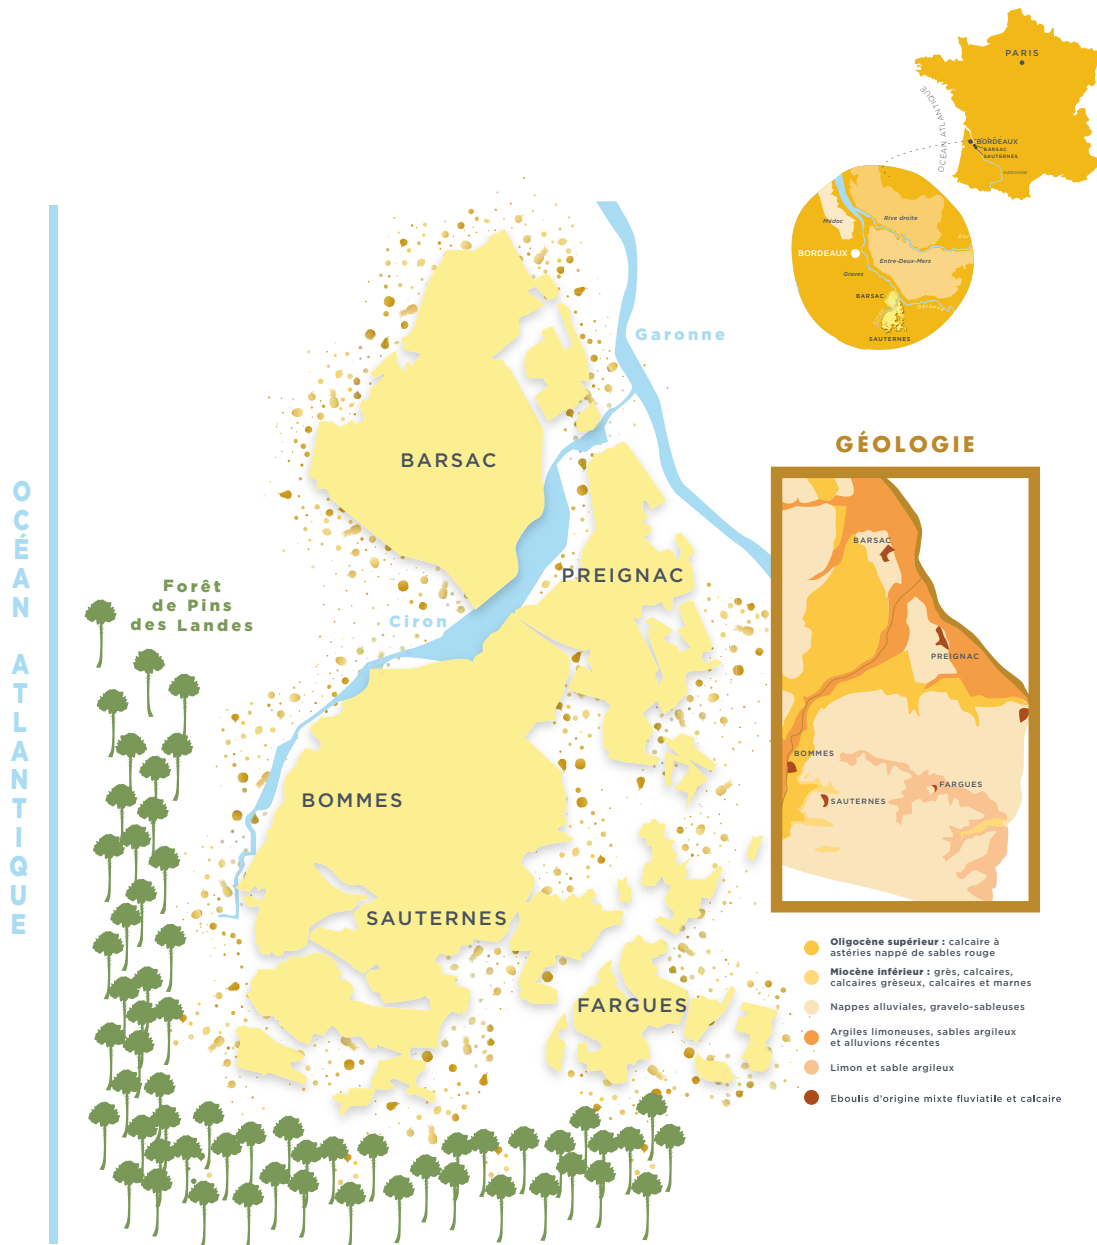 PARIS
OCÉAN ATLANTIQUE
BORDEAUX
BARSAC
SAUTERNES
GARONNE
Médoc
Rive droite
BORDEAUX
Entre-Deux-Mers
Graves
BARSAC
SAUTERNES
Garonne
BARSAC
GÉOLOGIE
OCÉAN ATLANTIQUE
PREIGNAC
Forêt
de Pins
des Landes
Ciron
BOMMES
SAUTERNES
FARGUES
BARSAC
PREIGNAC
BOMMES
FARGUES
SAUTERNES
Oligocène supérieur : calcaire à
astéries nappé de sables rouge
Miocène inférieur : grès, calcaires,
calcaires grèseux, calcaires et marnes
Nappes alluviales, gravelo-sableuses
Argiles limoneuses, sables argileux
et alluvions récentes
Limon et sable argileux
Eboulis d'origine mixte fluviatile et calcaire